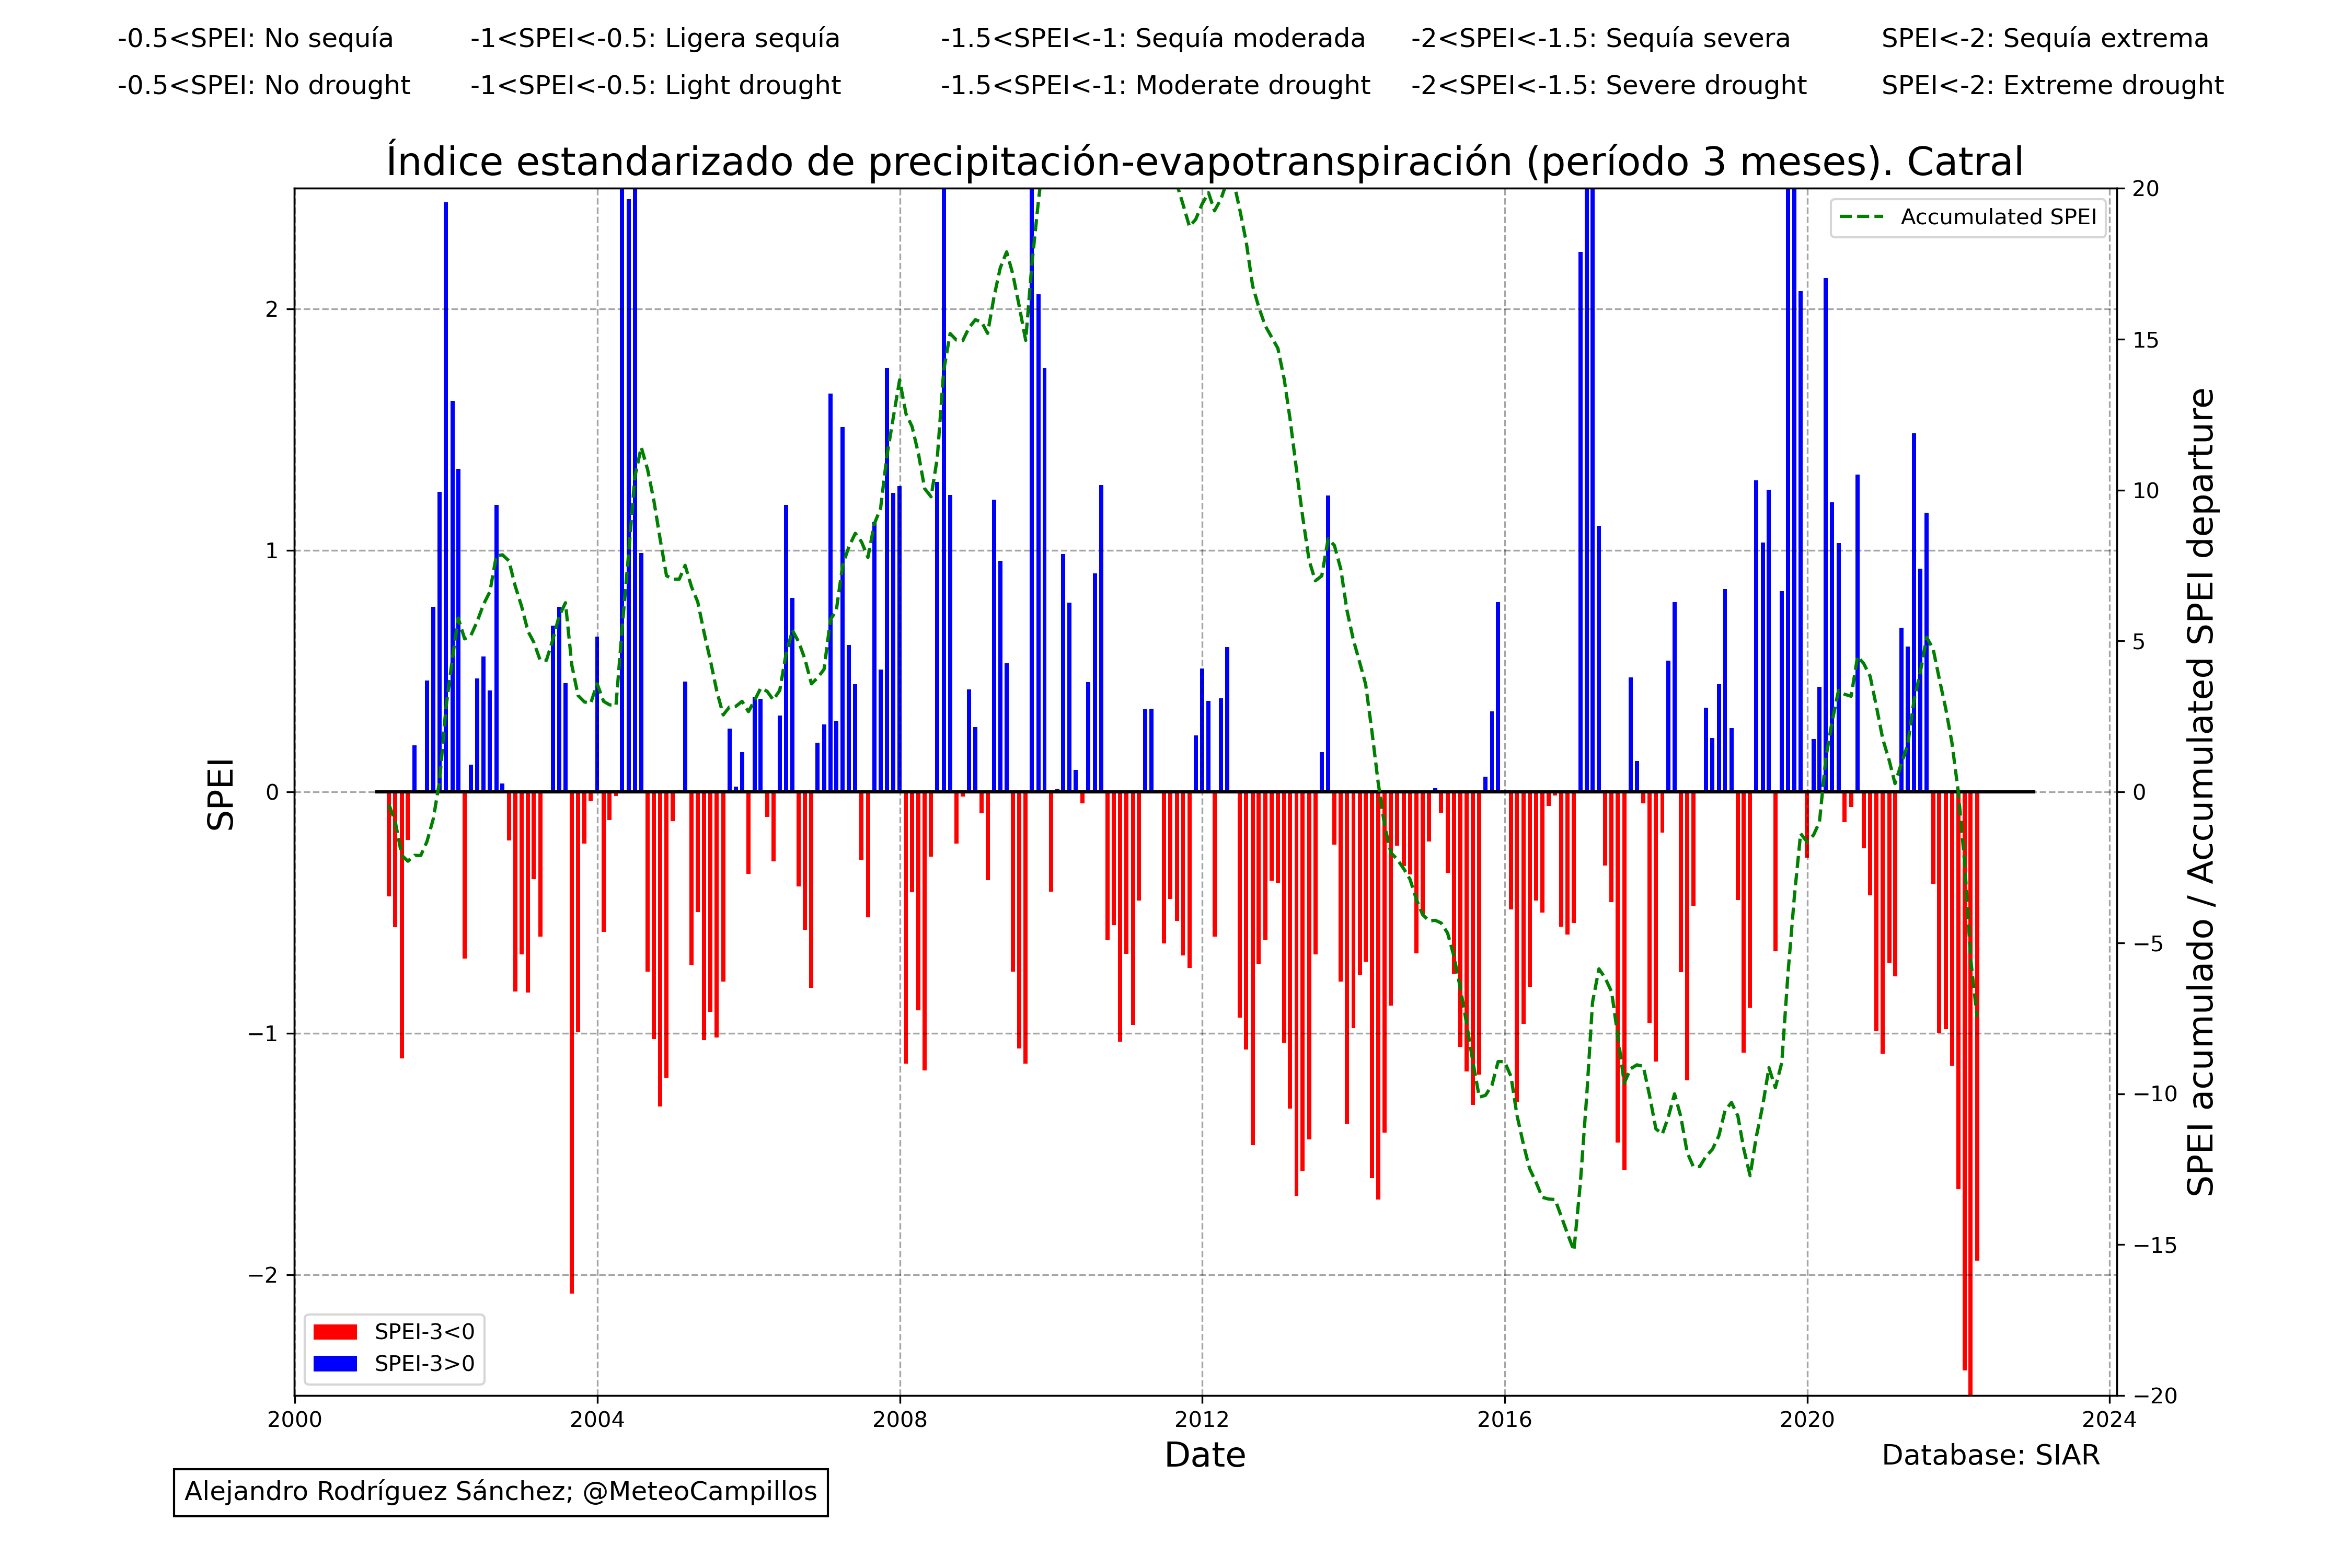 -0.5<SPEI: No sequía -1<SPEI<-0.5: Ligera sequía -1.5<SPEI<-1: Sequía moderada -2<SPEI<-1.5: Sequía severa SPEI<-2: Sequía extrema
-0.5<SPEI: No drought -1<SPEI<-0.5: Light drought -1.5<SPEI<-1: Moderate drought -2<SPEI<-1.5: Severe drought SPEI<-2: Extreme drought
Índice estandarizado de precipitación-evapotranspiración (período 3 meses). Catral
Accumulated SPEI
SPEI
2
1
0
−1
−2
20
15
10
5
0
−5
−10
−15
−20
SPEI acumulado / Accumulated SPEI departure
SPEI-3<0
SPEI-3>0
2000 2004 2008 2012 2016 2020 2024
Date
Database: SIAR
Alejandro Rodríguez Sánchez; @MeteoCampillos